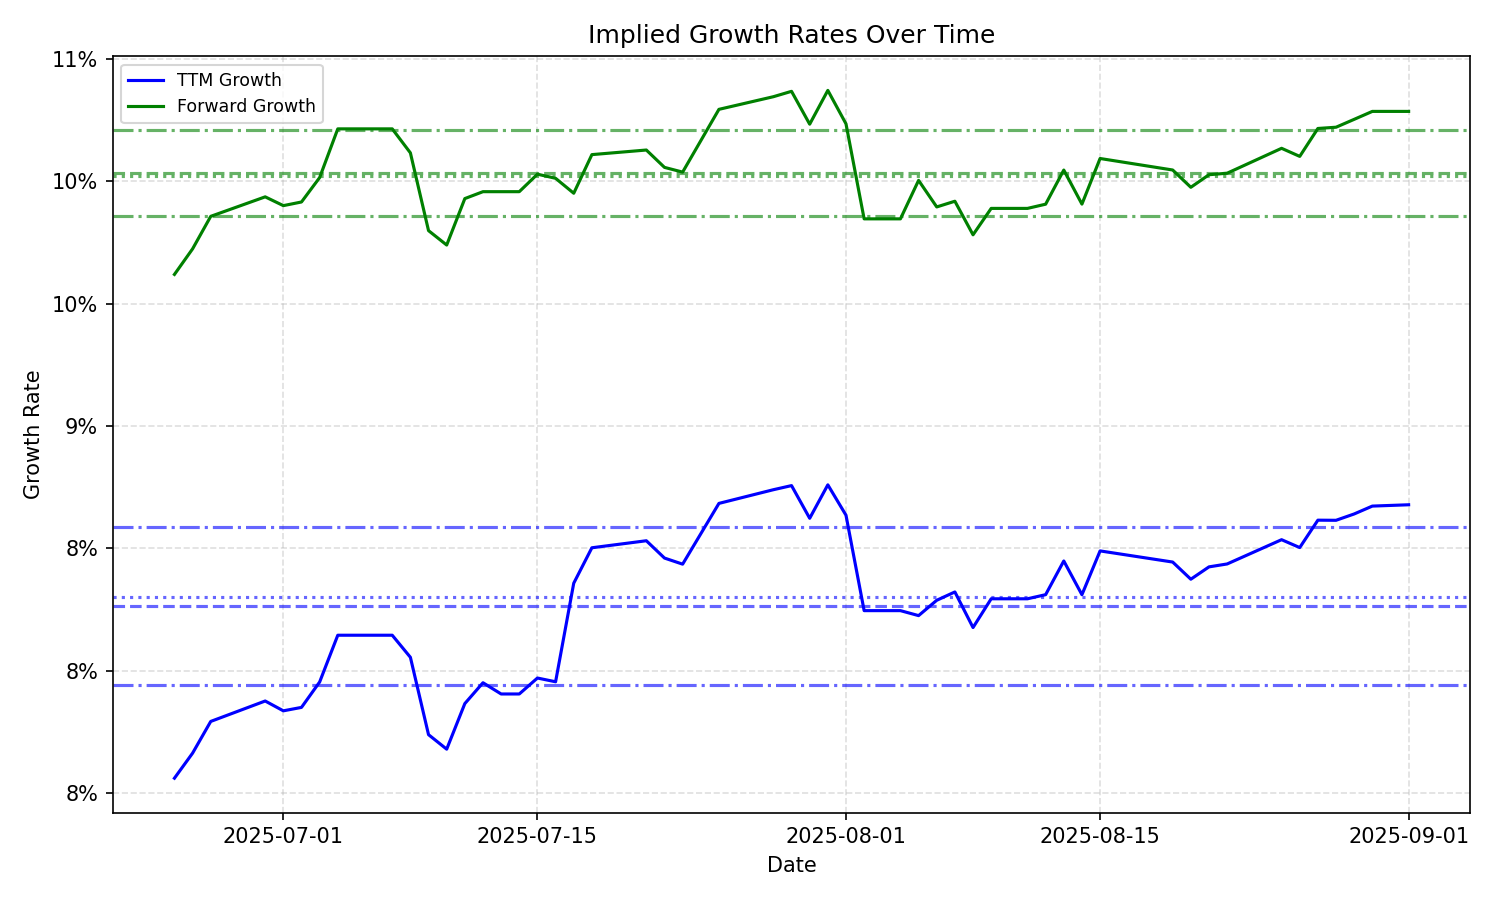 Implied Growth Rates Over Time
11%
TTM Growth
Forward Growth
10%
10%
9%
8%
8%
8%
Growth Rate
2025-07-01
2025-07-15
2025-08-01
2025-08-15
2025-09-01
Date